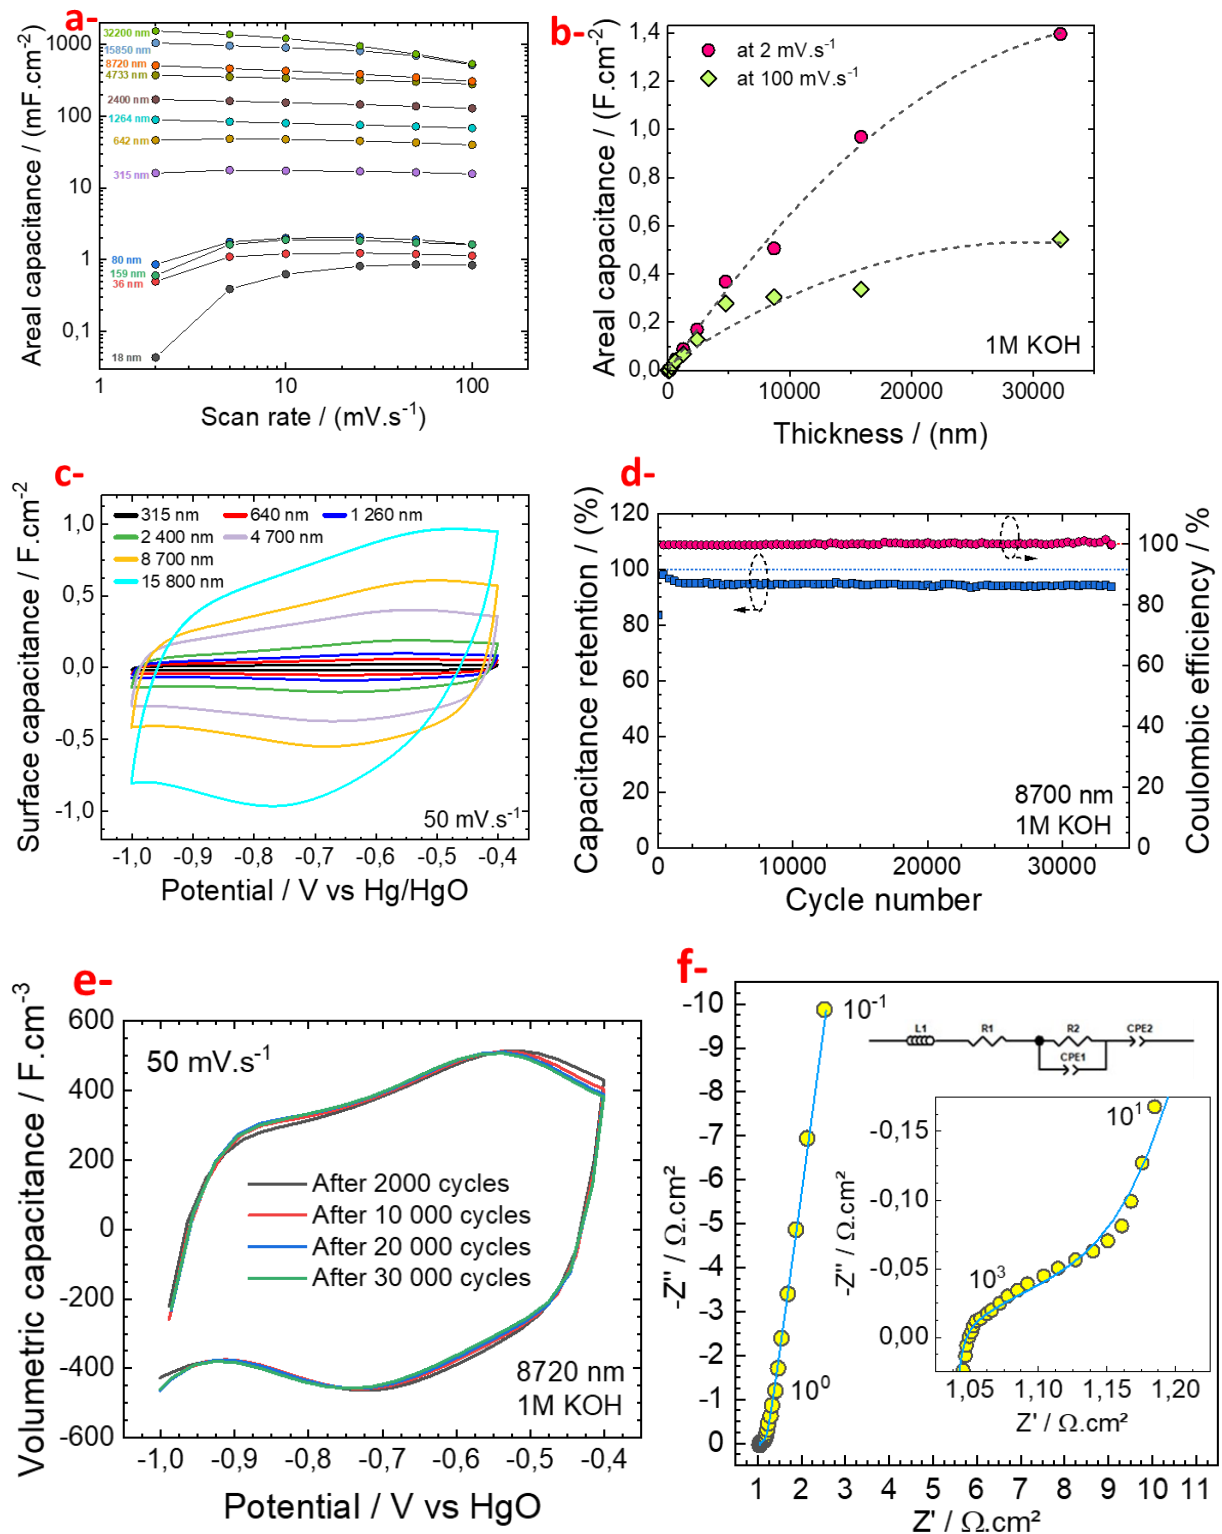 a-
Areal capacitance / (mF.cm⁻²)
1000
100
10
1
0,1
32200 nm
15850 nm
8720 nm
4733 nm
2400 nm
1264 nm
642 nm
315 nm
80 nm
159 nm
36 nm
18 nm
1 10 100
Scan rate / (mV.s⁻¹)
b-
Areal capacitance / (F.cm⁻²)
1,4
1,2
1,0
0,8
0,6
0,4
0,2
0,0
at 2 mV.s⁻¹
at 100 mV.s⁻¹
1M KOH
0 10000 20000 30000
Thickness / (nm)
c-
Surface capacitance / F.cm⁻²
1,0
0,5
0,0
-0,5
-1,0
315 nm 640 nm 1 260 nm
2 400 nm 4 700 nm
8 700 nm
15 800 nm
50 mV.s⁻¹
-1,0 -0,9 -0,8 -0,7 -0,6 -0,5 -0,4
Potential / V vs Hg/HgO
d-
Capacitance retention / (%)
120
100
80
60
40
20
0
100
80
60
40
20
0
Coulombic efficiency / %
8700 nm
1M KOH
0 10000 20000 30000
Cycle number
e-
Volumetric capacitance / F.cm⁻³
600
400
200
0
-200
-400
-600
50 mV.s⁻¹
After 2000 cycles
After 10 000 cycles
After 20 000 cycles
After 30 000 cycles
8720 nm
1M KOH
-1,0 -0,9 -0,8 -0,7 -0,6 -0,5 -0,4
Potential / V vs HgO
f-
-Z'' / Ω.cm²
-10
-9
-8
-7
-6
-5
-4
-3
-2
-1
0
10⁻¹
10⁰
L1 R1 R2 CPE2
CPE1
-Z'' / Ω.cm²
-0,15
-0,10
-0,05
0,00
10¹
10³
1,05 1,10 1,15 1,20
Z' / Ω.cm²
1 2 3 4 5 6 7 8 9 10 11
Z' / Ω.cm²